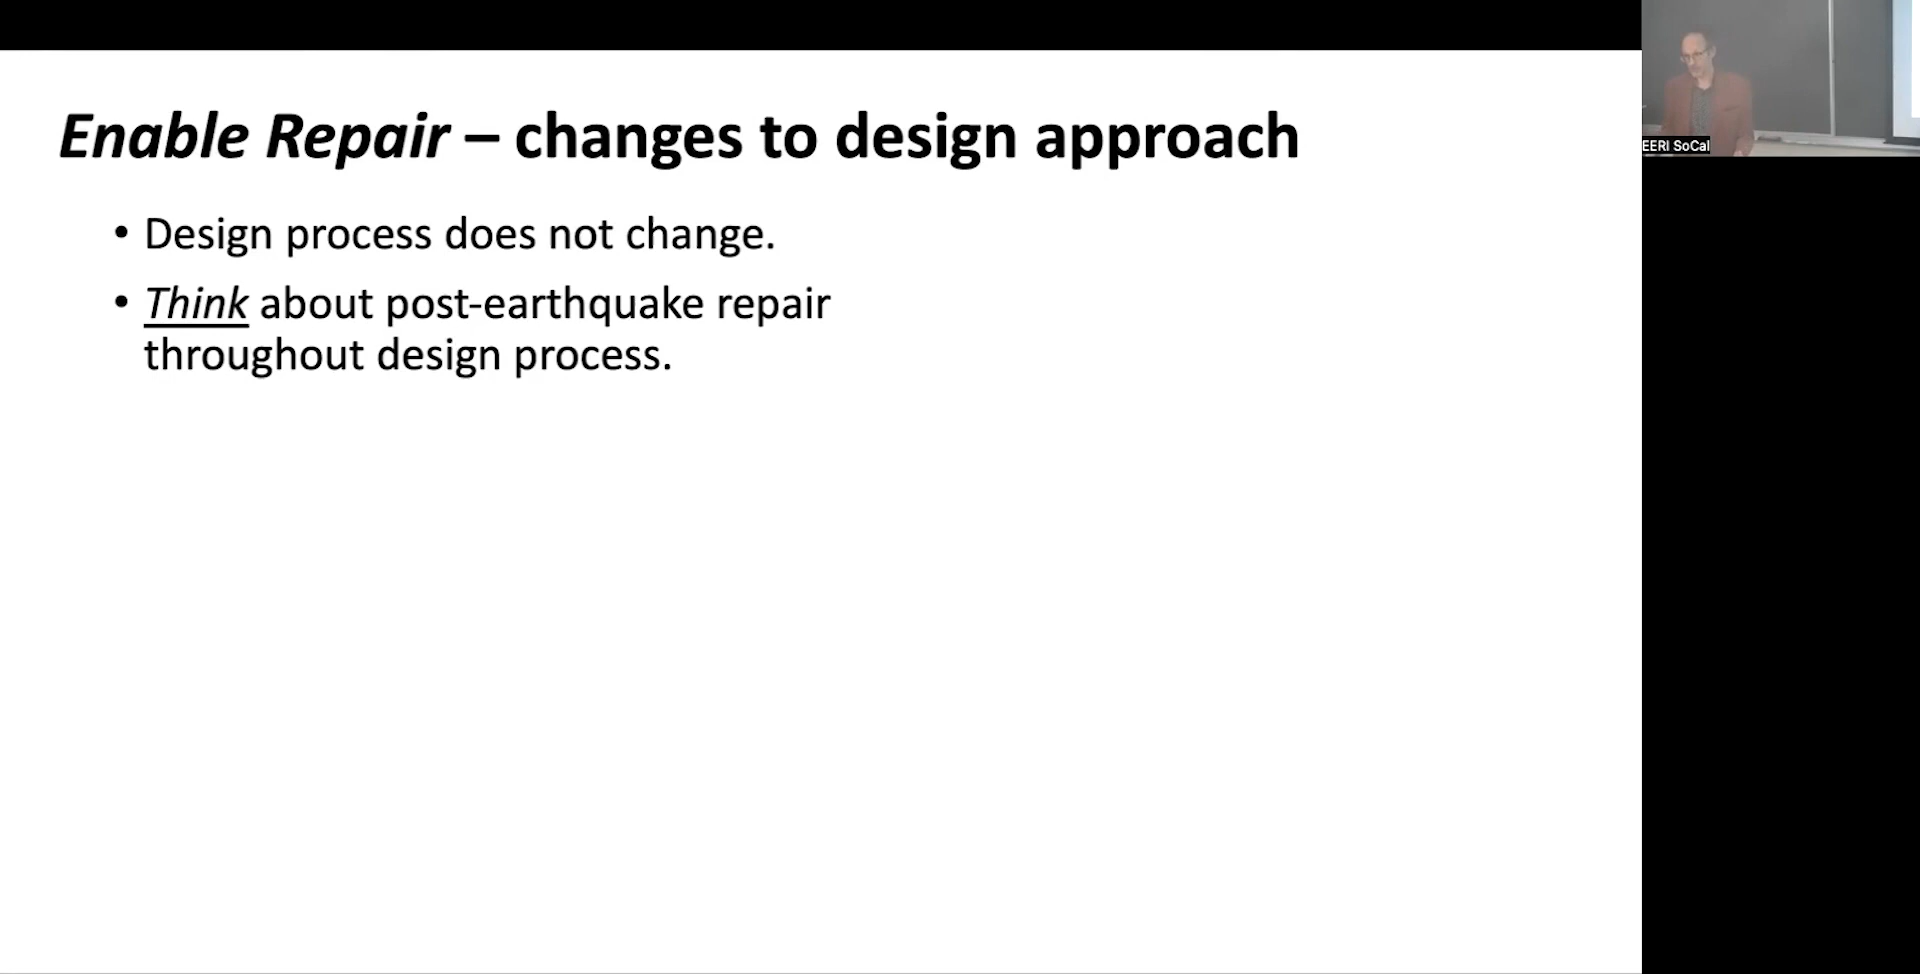 Enable Repair – changes to design approach
• Design process does not change.
• Think about post-earthquake repair
throughout design process.
EERI SoCal